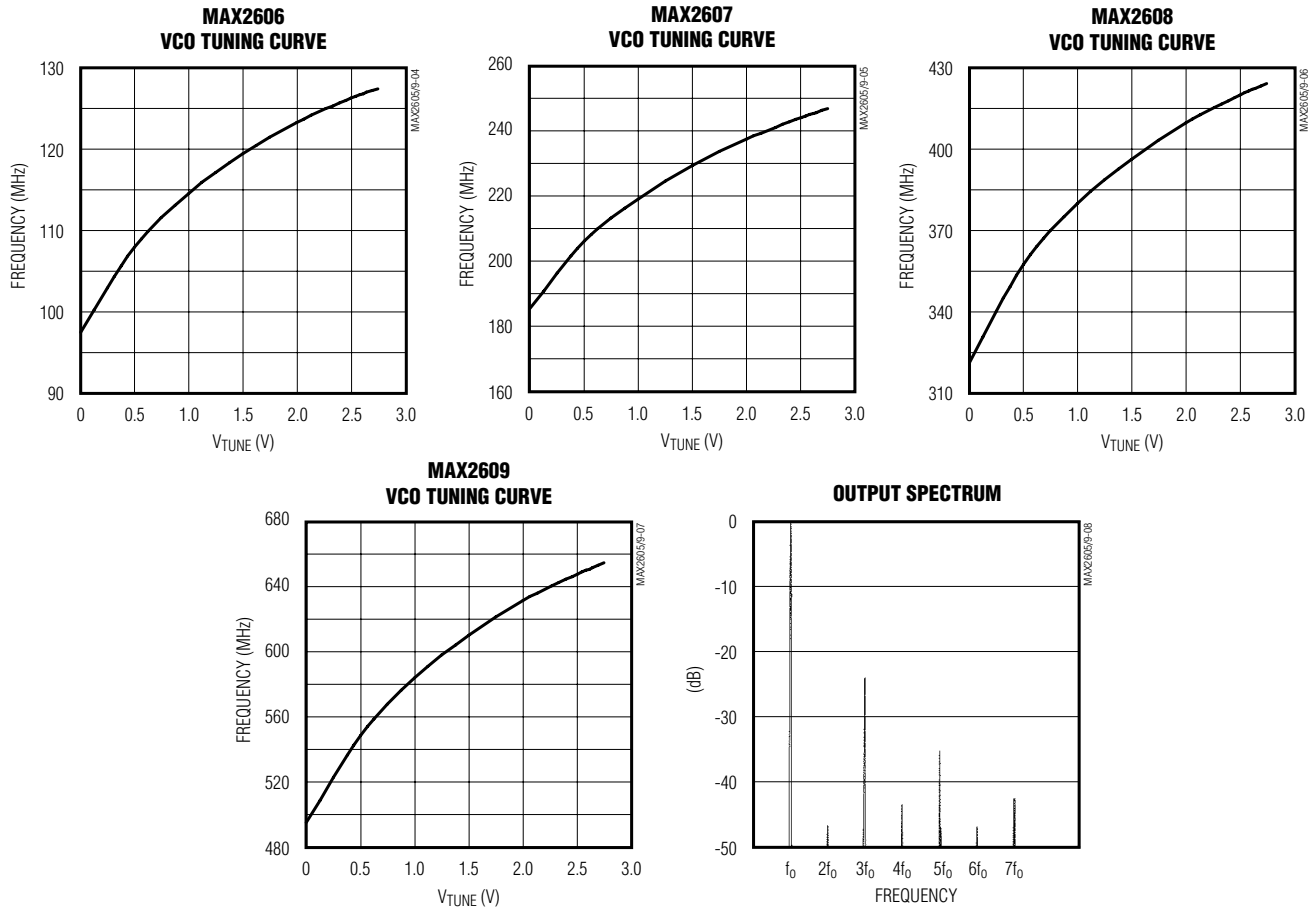 MAX2606
VCO TUNING CURVE
130
120
110
100
90
FREQUENCY (MHz)
0 0.5 1.0 1.5 2.0 2.5 3.0
VTUNE (V)
MAX2605/9-04
MAX2607
VCO TUNING CURVE
260
240
220
200
180
160
FREQUENCY (MHz)
0 0.5 1.0 1.5 2.0 2.5 3.0
VTUNE (V)
MAX2605/9-05
MAX2608
VCO TUNING CURVE
430
400
370
340
310
FREQUENCY (MHz)
0 0.5 1.0 1.5 2.0 2.5 3.0
VTUNE (V)
MAX2605/9-06
MAX2609
VCO TUNING CURVE
680
640
600
560
520
480
FREQUENCY (MHz)
0 0.5 1.0 1.5 2.0 2.5 3.0
VTUNE (V)
MAX2605/9-07
OUTPUT SPECTRUM
0
-10
-20
-30
-40
-50
(dB)
f0 2f0 3f0 4f0 5f0 6f0 7f0
FREQUENCY
MAX2605/9-08